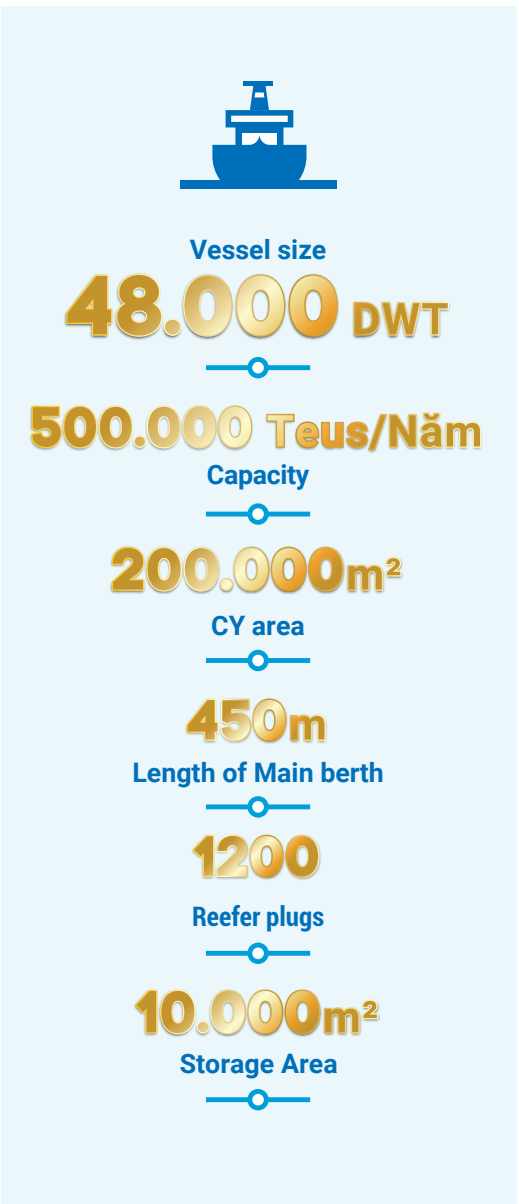 Vessel size
48.000 DWT
500.000 Teus/Năm
Capacity
200.000m²
CY area
450m
Length of Main berth
1200
Reefer plugs
10.000m²
Storage Area